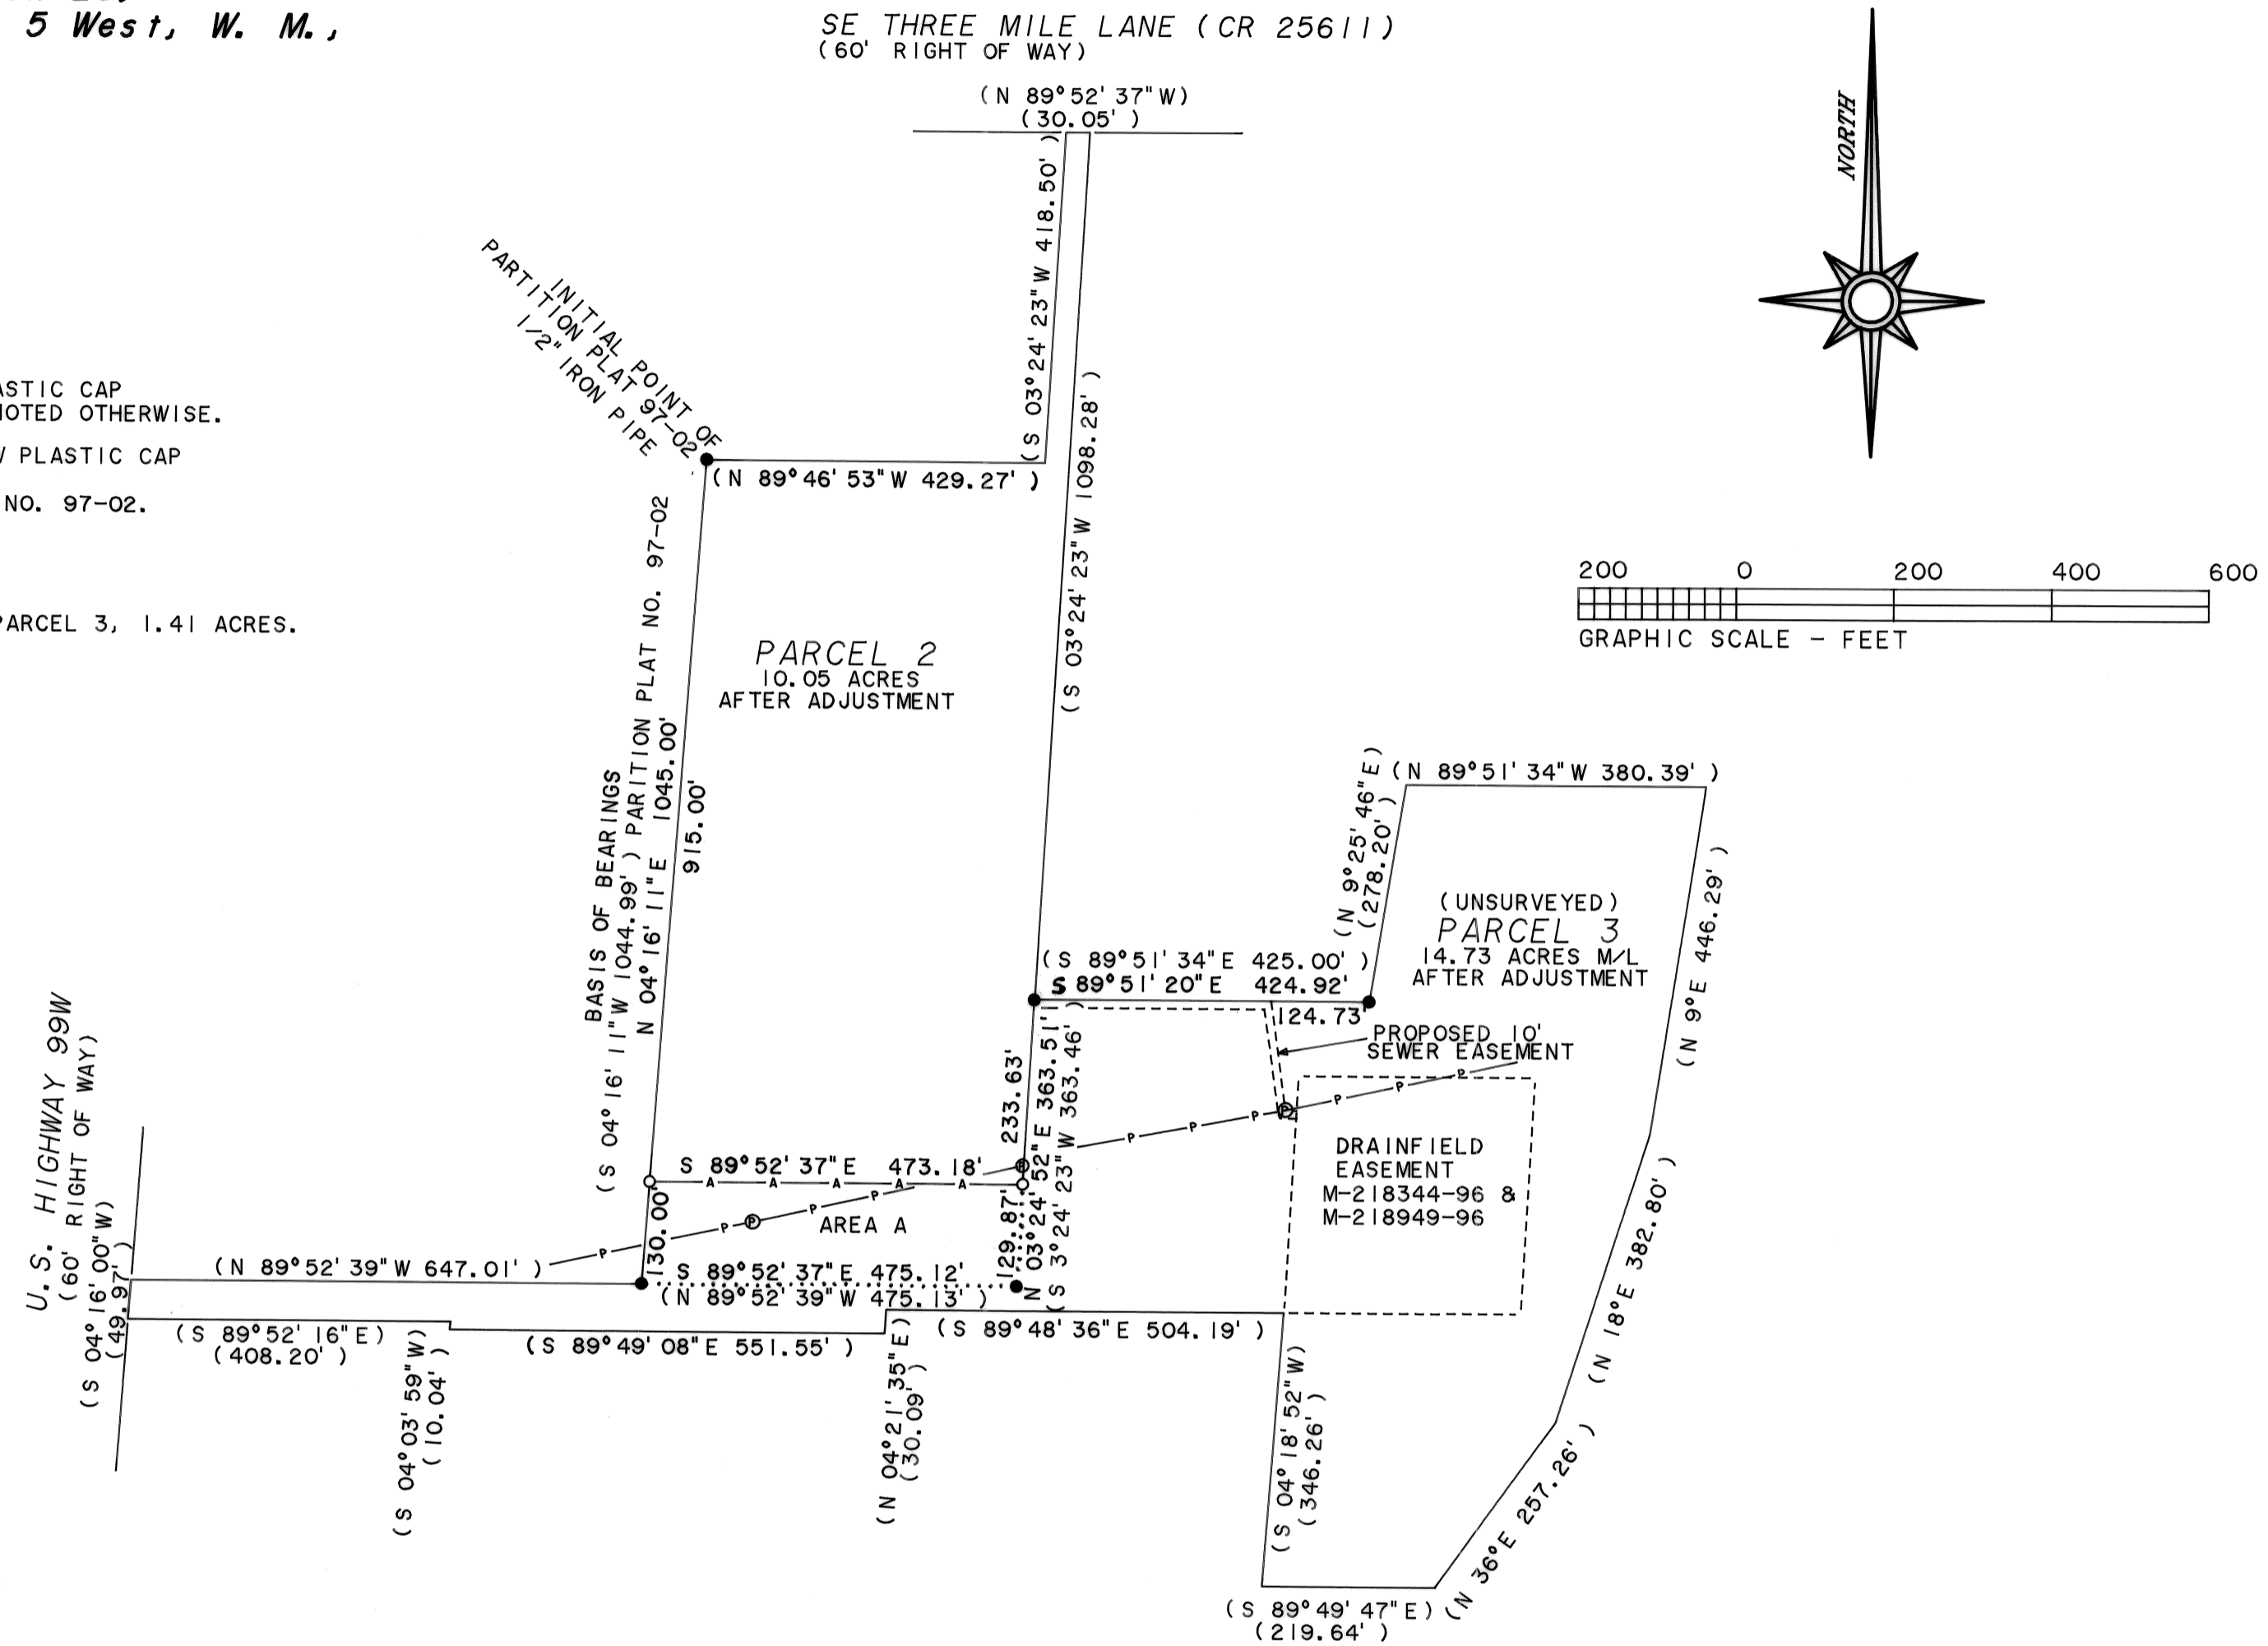 5 West, W. M.,
SE THREE MILE LANE (CR 25611)
(60' RIGHT OF WAY)
(N 89°52'37"W)
(30.05')
NORTH
(S 03°24'23"W 418.50')
INITIAL POINT OF
PARTITION PLAT 97-02
1/2" IRON PIPE
(N 89°46'53"W 429.27')
(S 03°24'23"W 1098.28')
CAP
OTHERWISE.
PLASTIC CAP
NO. 97-02.
3, 1.41 ACRES.
200 0 200 400 600
GRAPHIC SCALE - FEET
PARCEL 2
10.05 ACRES
AFTER ADJUSTMENT
BASIS OF BEARINGS
(S 04°16'11"W 1044.99') PARITION PLAT NO. 97-02
N 04°16'11"E 1045.00'
915.00'
(N 89°51'34"W 380.39')
(N 9°25'46"E)
(278.20')
(UNSURVEYED)
PARCEL 3
14.73 ACRES M/L
AFTER ADJUSTMENT
(N 9°E 446.29')
(S 89°51'34"E 425.00')
S 89°51'20"E 424.92'
124.73'
PROPOSED 10'
SEWER EASEMENT
233.63'
N 03°24'52"E 363.51'
(S 3°24'23"W 363.46')
129.87'
U.S. HIGHWAY 99W
(60' RIGHT OF WAY)
(S 04°16'00"W)
(49.97')
S 89°52'37"E 473.18'
A A A A A
P P P P P P P P P P P P
AREA A
130.00'
DRAINFIELD
EASEMENT
M-218344-96 &
M-218949-96
(N 18°E 382.80')
(N 89°52'39"W 647.01')
S 89°52'37"E 475.12'
(N 89°52'39"W 475.13')
(S 89°52'16"E)
(408.20')
(S 04°03'59"W)
(10.04')
(S 89°49'08"E 551.55')
(N 04°21'35"E)
(30.09')
(S 89°48'36"E 504.19')
(S 04°18'52"W)
(346.26')
(N 36°E 257.26')
(S 89°49'47"E)
(219.64')